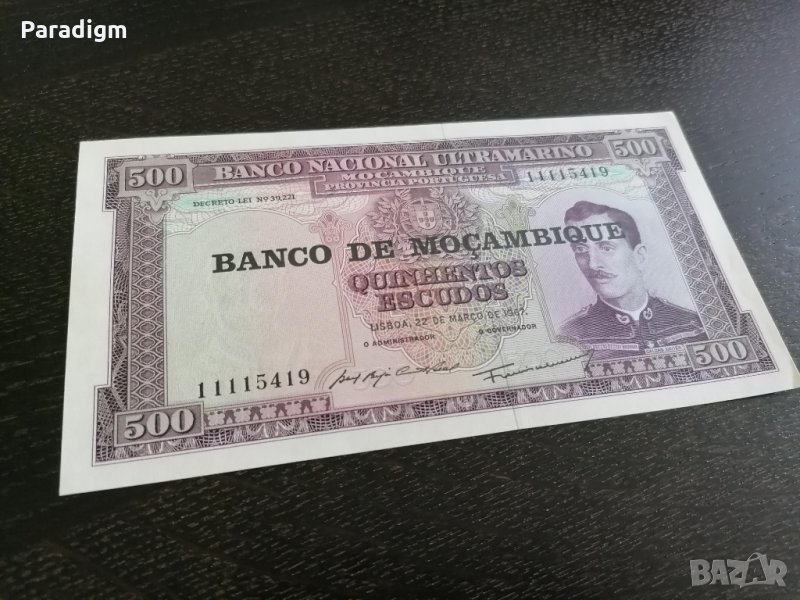 Paradigm
500 BANCO NACIONAL ULTRAMARINO 500
MOÇAMBIQUE
PROVINCIA PORTUGUESA
11115419
DECRETO-LEI Nº 39.221
BANCO DE MOÇAMBIQUE
QUINHENTOS
ESCUDOS
LISBOA, 22 DE MARÇO DE 1967.
O ADMINISTRADOR O GOVERNADOR
11115419
500
500
BAZAR